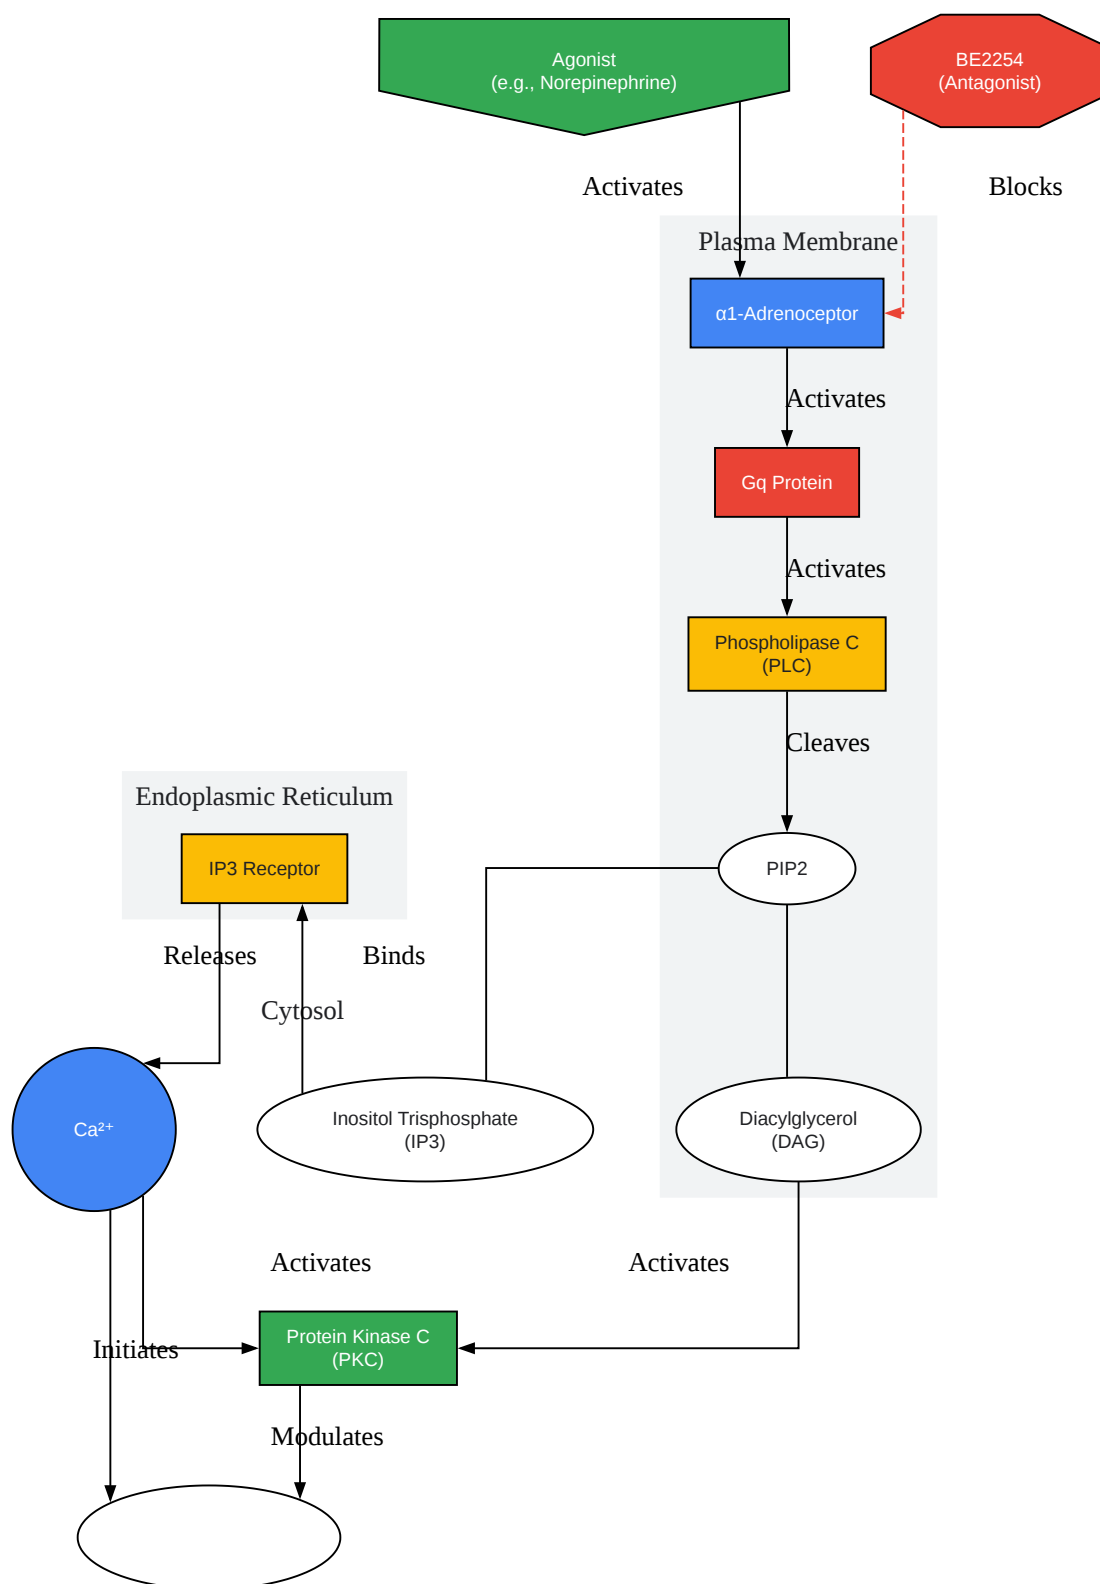 Agonist
(e.g., Norepinephrine)
BE2254
(Antagonist)
Activates
Blocks
Plasma Membrane
α1-Adrenoceptor
Activates
Gq Protein
Activates
Phospholipase C
(PLC)
Cleaves
Endoplasmic Reticulum
IP3 Receptor
PIP2
Releases
Binds
Cytosol
Ca²⁺
Inositol Trisphosphate
(IP3)
Diacylglycerol
(DAG)
Activates
Activates
Protein Kinase C
(PKC)
Initiates
Modulates